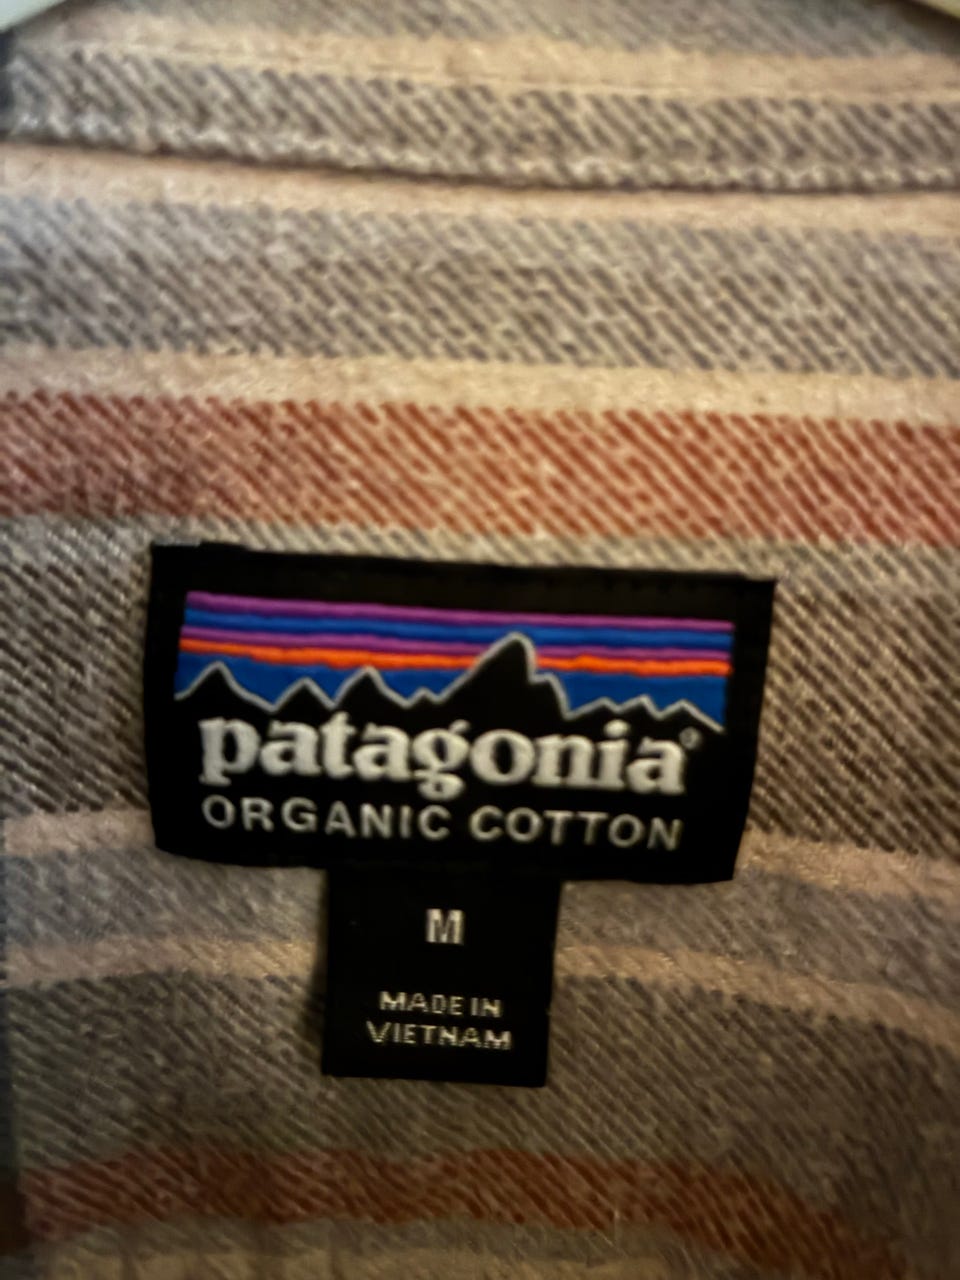 patagonia®
ORGANIC COTTON
M
MADE IN
VIETNAM